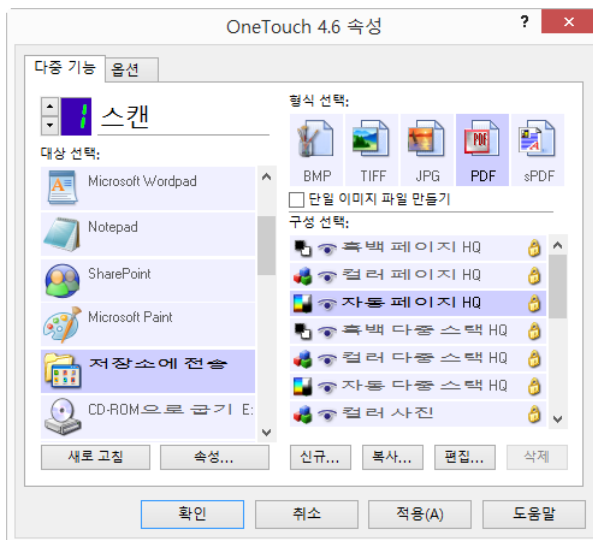 OneTouch 4.6 속성
?
×
다중 기능
옵션
1 스캔
대상 선택:
Microsoft Wordpad
Notepad
SharePoint
Microsoft Paint
저장소에 전송
CD-ROM으로 굽기 E:
새로 고침
속성...
형식 선택:
BMP
TIFF
JPG
PDF
sPDF
단일 이미지 파일 만들기
구성 선택:
흑백 페이지 HQ
컬러 페이지 HQ
자동 페이지 HQ
흑백 다중 스택 HQ
컬러 다중 스택 HQ
자동 다중 스택 HQ
컬러 사진
신규...
복사...
편집...
삭제
확인
취소
적용(A)
도움말